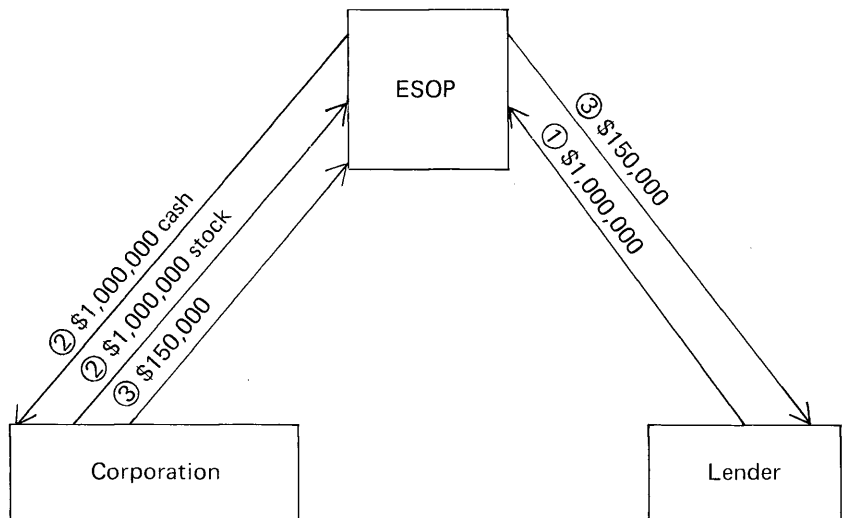 ESOP
③ $150,000
① $1,000,000
② $1,000,000 cash
② $1,000,000 stock
③ $150,000
Corporation
Lender